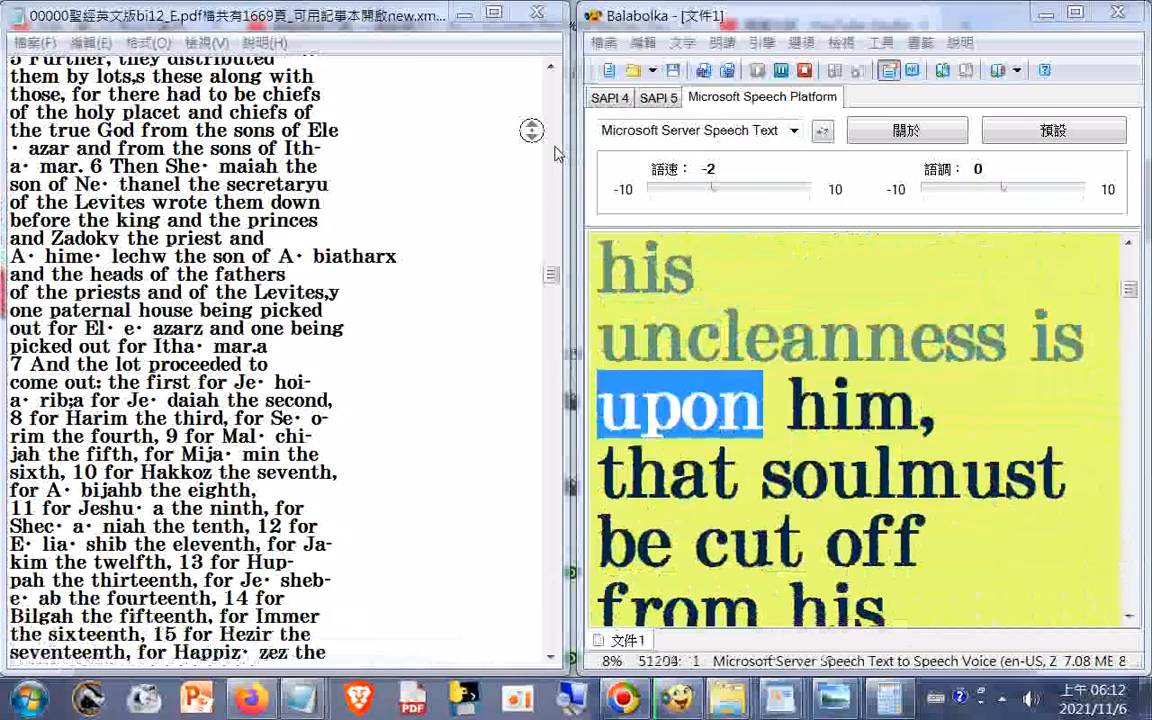 00000聖經英文版bi12_E.pdf檔共有1669頁_可用記事本開啟new.xm...
檔案(F) 編輯(E) 格式(O) 檢視(V) 說明(H)
5 Further, they distributed
them by lots,s these along with
those, for there had to be chiefs
of the holy placet and chiefs of
the true God from the sons of Ele
· azar and from the sons of Ith-
a· mar. 6 Then She· maiah the
son of Ne· thanel the secretaryu
of the Levites wrote them down
before the king and the princes
and Zadokv the priest and
A· hime· lechw the son of A· biatharx
and the heads of the fathers
of the priests and of the Levites,y
one paternal house being picked
out for El· e· azarz and one being
picked out for Itha· mar.a
7 And the lot proceeded to
come out: the first for Je· hoi-
a· rib;a for Je· daiah the second,
8 for Harim the third, for Se· o-
rim the fourth, 9 for Mal· chi-
jah the fifth, for Mija· min the
sixth, 10 for Hakkoz the seventh,
for A· bijahb the eighth,
11 for Jeshu· a the ninth, for
Shec· a· niah the tenth, 12 for
E· lia· shib the eleventh, for Ja-
kim the twelfth, 13 for Hup-
pah the thirteenth, for Je· sheb-
e· ab the fourteenth, 14 for
Bilgah the fifteenth, for Immer
the sixteenth, 15 for Hezir the
seventeenth, for Happiz· zez the
Balabolka - [文件1]
檔案 編輯 文字 朗讀 引擎 選項 檢視 工具 書籤 說明
SAPI 4 SAPI 5 Microsoft Speech Platform
Microsoft Server Speech Text 關於 預設
語速： -2 語調： 0
-10 10 -10 10
his
uncleanness is
upon him,
that soulmust
be cut off
from his
文件1
8% 51204: 1 Microsoft Server Speech Text to Speech Voice (en-US, Z 7.08 MB 8
PDF
上午 06:12
2021/11/6